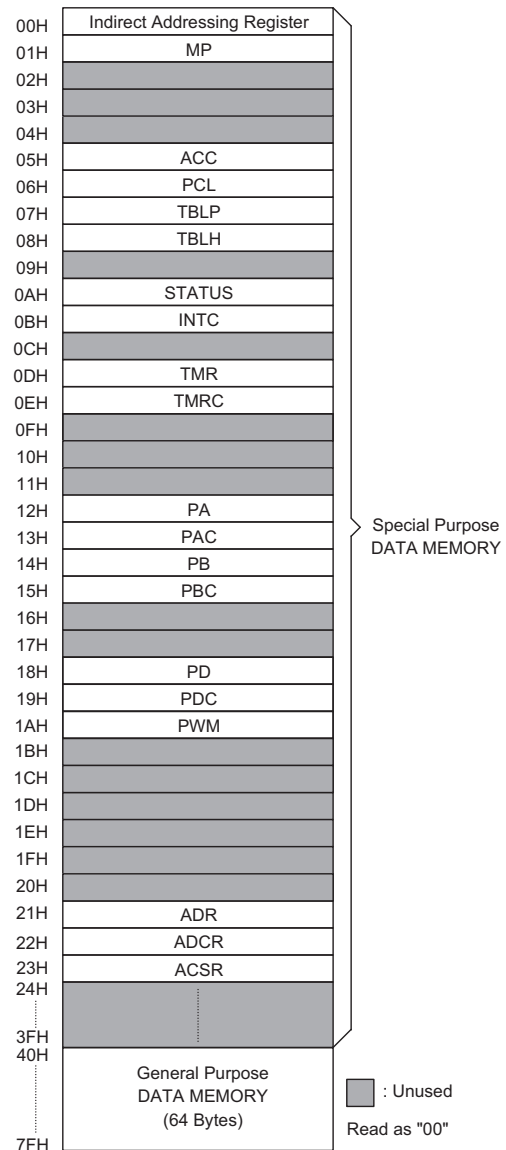 00H Indirect Addressing Register
01H MP
02H
03H
04H
05H ACC
06H PCL
07H TBLP
08H TBLH
09H
0AH STATUS
0BH INTC
0CH
0DH TMR
0EH TMRC
0FH
10H
11H
12H PA
13H PAC
14H PB
15H PBC
16H
17H
18H PD
19H PDC
1AH PWM
1BH
1CH
1DH
1EH
1FH
20H
21H ADR
22H ADCR
23H ACSR
24H
3FH
40H
7FH
Special Purpose
DATA MEMORY
General Purpose
DATA MEMORY
(64 Bytes)
: Unused
Read as "00"